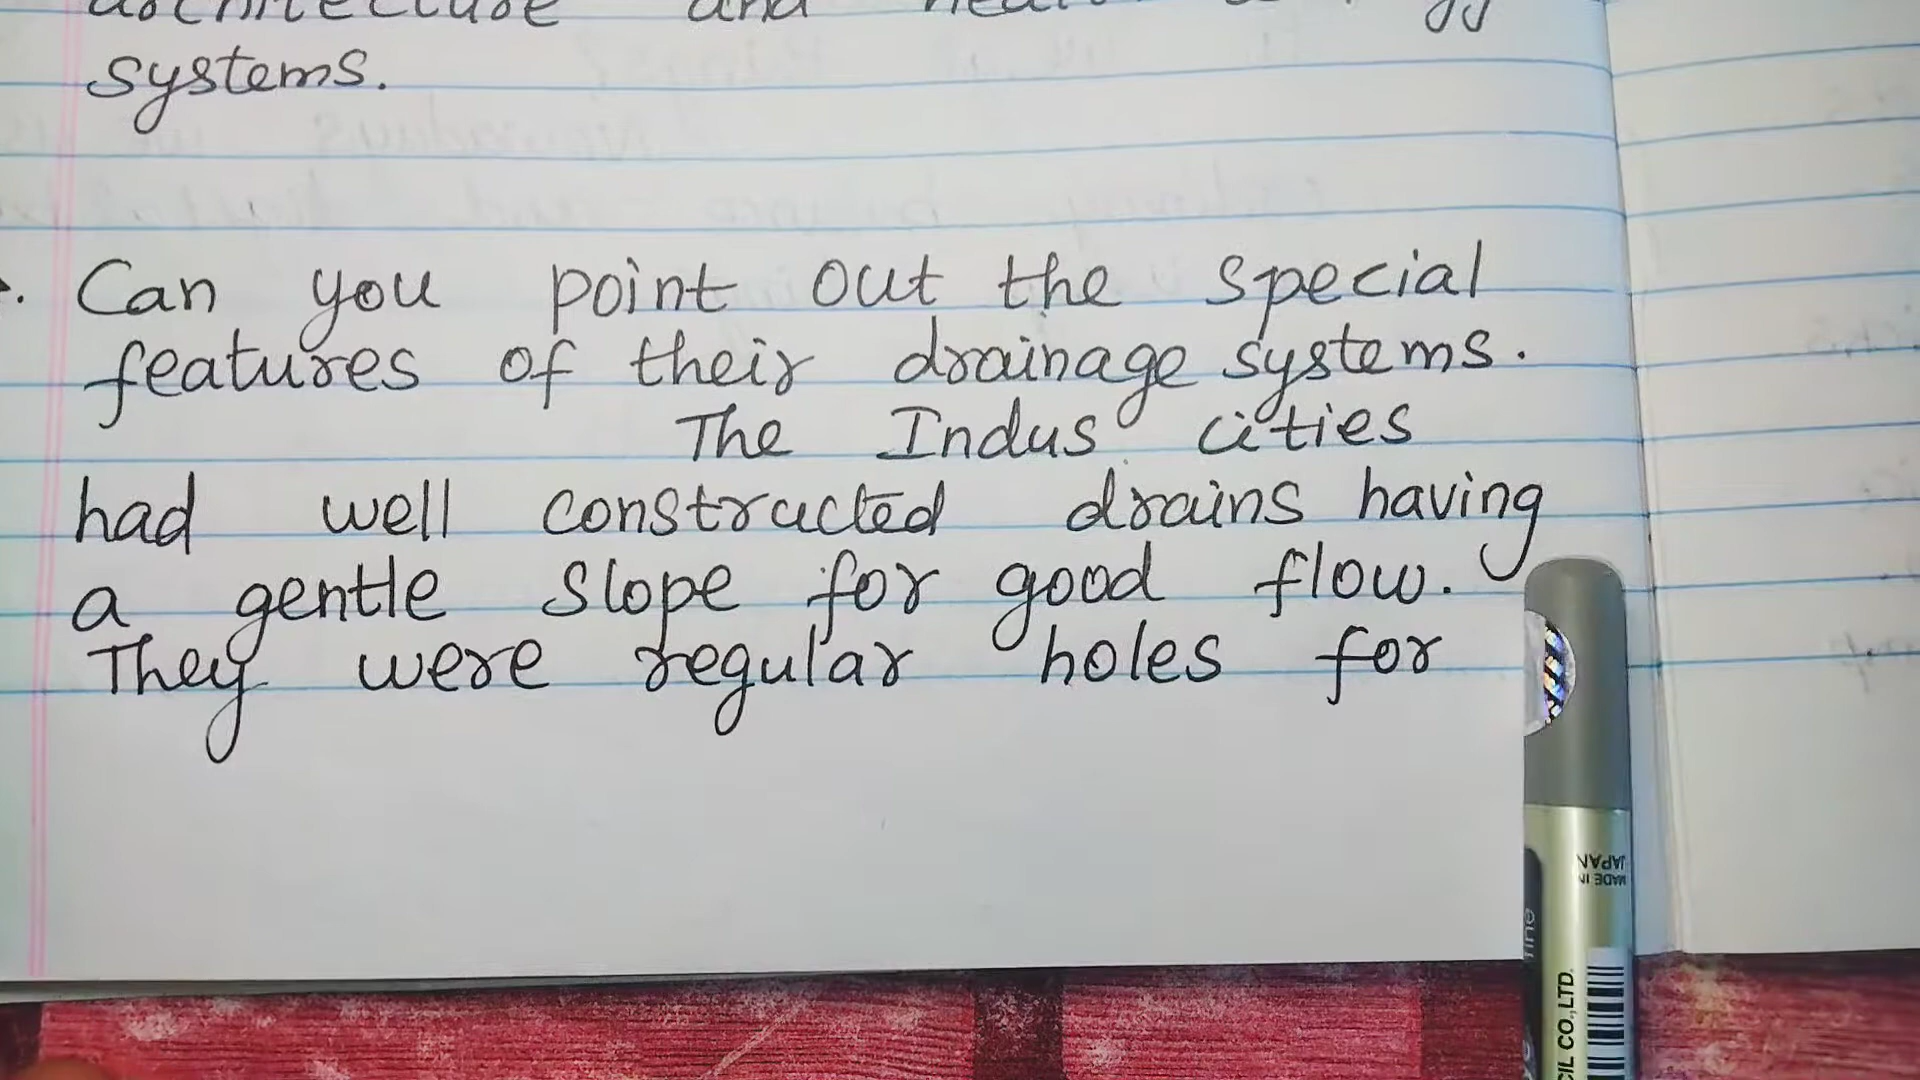 and
systems.
Can you point out the special
features of their drainage systems.
The Indus cities
had well constructed drains having
a gentle slope for good flow.
They were regular holes for
MADE IN
JAPAN
CO.,LTD.